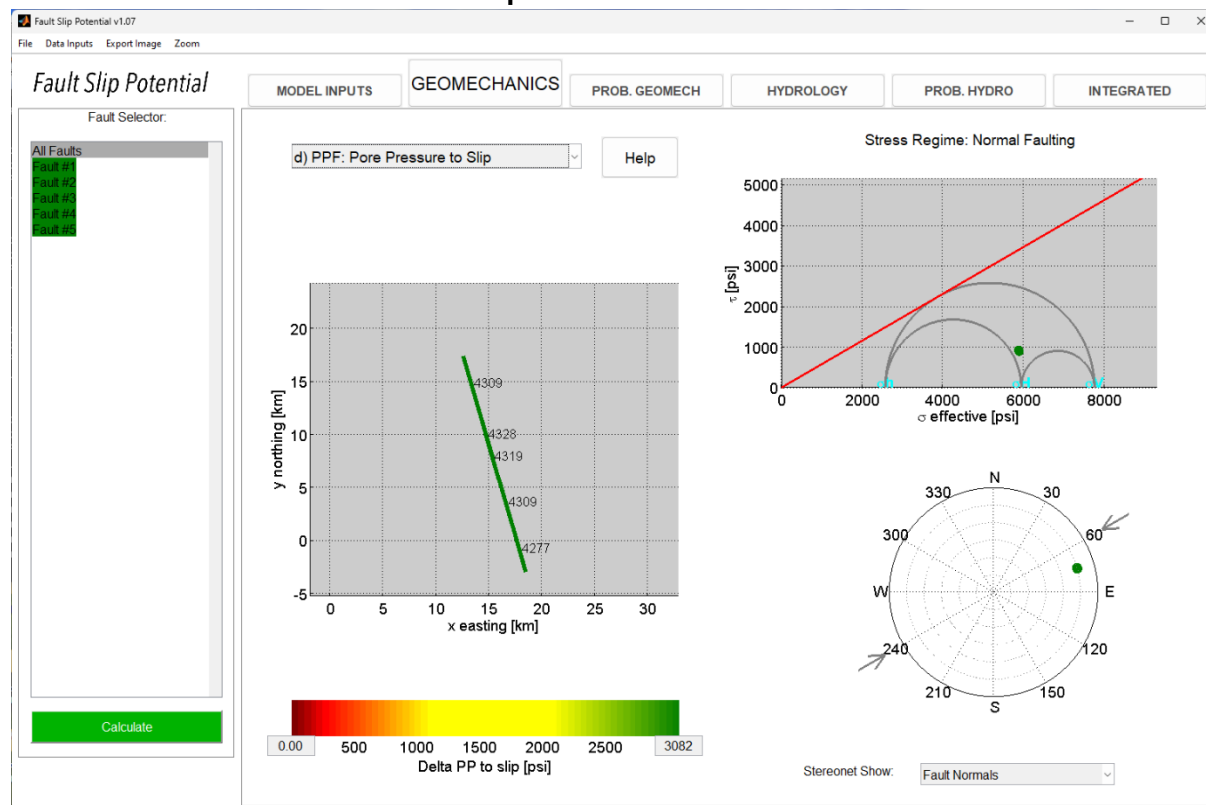 Fault Slip Potential v1.07
File Data Inputs Export Image Zoom
Fault Slip Potential
MODEL INPUTS GEOMECHANICS PROB. GEOMECH HYDROLOGY PROB. HYDRO INTEGRATED
Fault Selector:
All Faults
Fault #1
Fault #2
Fault #3
Fault #4
Fault #5
Calculate
d) PPF: Pore Pressure to Slip
Help
20
15
10
5
0
-5
y northing [km]
4309
4328
4319
4309
4277
0 5 10 15 20 25 30
x easting [km]
0.00 500 1000 1500 2000 2500 3082
Delta PP to slip [psi]
Stress Regime: Normal Faulting
5000
4000
3000
2000
1000
0
τ [psi]
0 2000 4000 6000 8000
σ effective [psi]
N
330 30
300 60
W E
240 120
210 150
S
Stereonet Show: Fault Normals